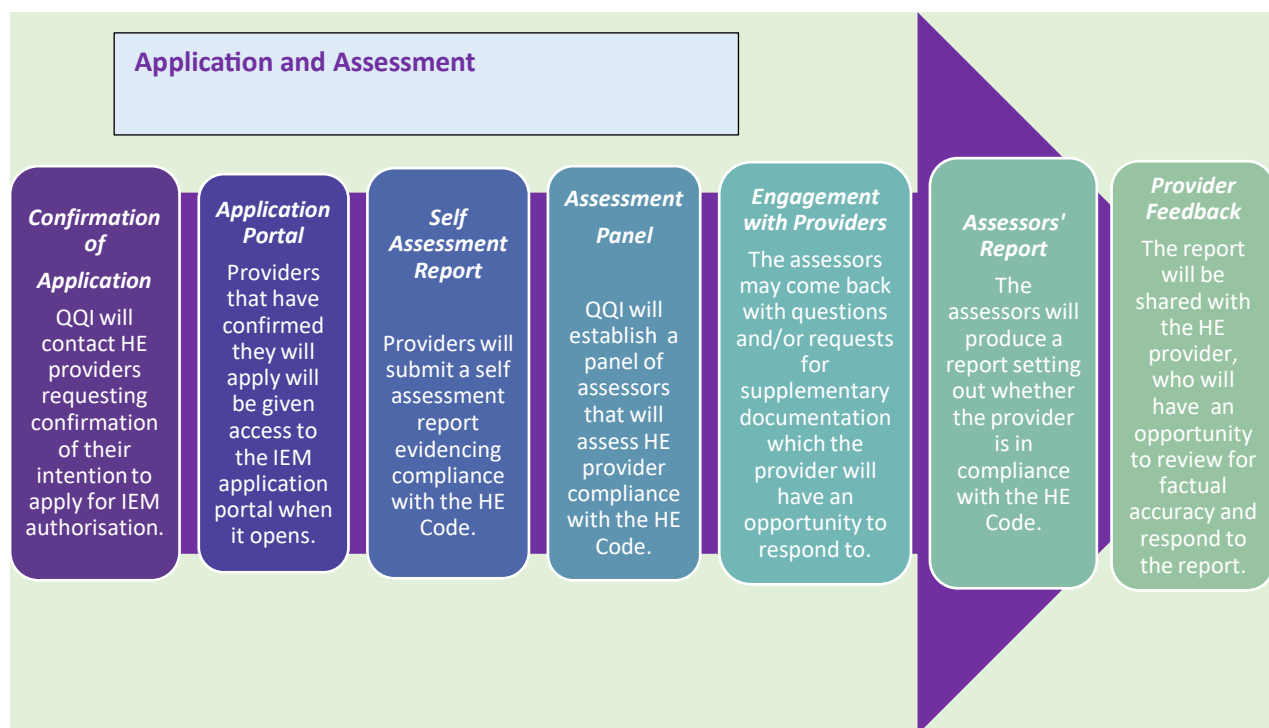 Application and Assessment
Confirmation
of
Application
QQI will
contact HE
providers
requesting
confirmation
of their
intention to
apply for IEM
authorisation.
Application
Portal
Providers
that have
confirmed
they will
apply will
be given
access to
the IEM
application
portal when
it opens.
Self
Assessment
Report
Providers will
submit a self
assessment
report
evidencing
compliance
with the HE
Code.
Assessment
Panel
QQI will
establish a
panel of
assessors
that will
assess HE
provider
compliance
with the HE
Code.
Engagement
with Providers
The assessors
may come back
with questions
and/or requests
for
supplementary
documentation
which the
provider will
have an
opportunity to
respond to.
Assessors'
Report
The
assessors will
produce a
report setting
out whether
the provider
is in
compliance
with the HE
Code.
Provider
Feedback
The report
will be
shared with
the HE
provider,
who will
have an
opportunity
to review for
factual
accuracy and
respond to
the report.